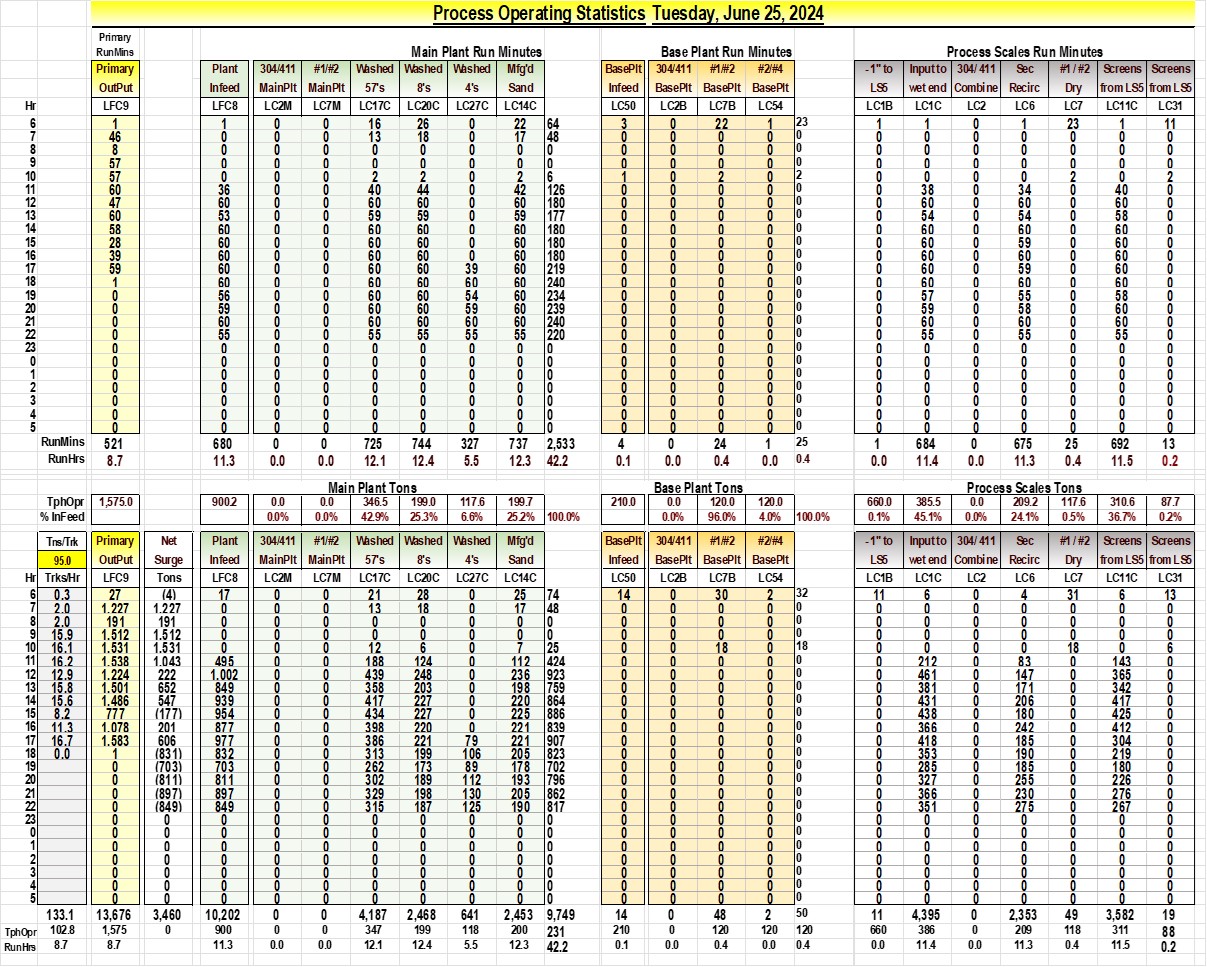 Process Operating Statistics Tuesday, June 25, 2024
Primary
RunMins Main Plant Run Minutes Base Plant Run Minutes Process Scales Run Minutes
Primary Plant 304/411 #1/#2 Washed Washed Washed Mfg'd BasePlt 304/411 #1/#2 #2/#4 -1" to Input to 304/ 411 Sec #1 / #2 Screens Screens
OutPut Infeed MainPlt MainPlt 57's 8's 4's Sand Infeed BasePlt BasePlt BasePlt LS5 wet end Combine Recirc Dry from LS5 from LS5
Hr LFC9 LFC8 LC2M LC7M LC17C LC20C LC27C LC14C LC50 LC2B LC7B LC54 LC1B LC1C LC2 LC6 LC7 LC11C LC31
6 1 1 0 0 16 26 0 22 64 3 0 22 1 23 1 1 0 1 23 1 11
7 46 0 0 0 13 18 0 17 48 0 0 0 0 0 0 0 0 0 0 0 0
8 8 0 0 0 0 0 0 0 0 0 0 0 0 0 0 0 0 0 0 0 0
9 57 0 0 0 0 0 0 0 0 0 0 0 0 0 0 0 0 0 0 0 0
10 57 0 0 0 2 2 0 2 6 1 0 2 0 2 0 0 0 0 2 0 2
11 60 36 0 0 40 44 0 42 126 0 0 0 0 0 0 38 0 34 0 40 0
12 47 60 0 0 60 60 0 60 180 0 0 0 0 0 0 60 0 60 0 60 0
13 60 53 0 0 59 59 0 59 177 0 0 0 0 0 0 54 0 54 0 58 0
14 58 60 0 0 60 60 0 60 180 0 0 0 0 0 0 60 0 60 0 60 0
15 28 60 0 0 60 60 0 60 180 0 0 0 0 0 0 60 0 59 0 60 0
16 39 60 0 0 60 60 0 60 180 0 0 0 0 0 0 60 0 60 0 60 0
17 59 60 0 0 60 60 39 60 219 0 0 0 0 0 0 60 0 59 0 60 0
18 1 60 0 0 60 60 60 60 240 0 0 0 0 0 0 60 0 60 0 60 0
19 0 56 0 0 60 60 54 60 234 0 0 0 0 0 0 57 0 55 0 58 0
20 0 59 0 0 60 60 59 60 239 0 0 0 0 0 0 59 0 58 0 60 0
21 0 60 0 0 60 60 60 60 240 0 0 0 0 0 0 60 0 60 0 60 0
22 0 55 0 0 55 55 55 55 220 0 0 0 0 0 0 55 0 55 0 55 0
23 0 0 0 0 0 0 0 0 0 0 0 0 0 0 0 0 0 0 0 0 0
0 0 0 0 0 0 0 0 0 0 0 0 0 0 0 0 0 0 0 0 0 0
1 0 0 0 0 0 0 0 0 0 0 0 0 0 0 0 0 0 0 0 0 0
2 0 0 0 0 0 0 0 0 0 0 0 0 0 0 0 0 0 0 0 0 0
3 0 0 0 0 0 0 0 0 0 0 0 0 0 0 0 0 0 0 0 0 0
4 0 0 0 0 0 0 0 0 0 0 0 0 0 0 0 0 0 0 0 0 0
5 0 0 0 0 0 0 0 0 0 0 0 0 0 0 0 0 0 0 0 0 0
RunMins 521 680 0 0 725 744 327 737 2,533 4 0 24 1 25 1 684 0 675 25 692 13
RunHrs 8.7 11.3 0.0 0.0 12.1 12.4 5.5 12.3 42.2 0.1 0.0 0.4 0.0 0.4 0.0 11.4 0.0 11.3 0.4 11.5 0.2
Main Plant Tons Base Plant Tons Process Scales Tons
TphOpr 1,575.0 900.2 0.0 0.0 346.5 199.0 117.6 199.7 210.0 0.0 120.0 120.0 660.0 385.5 0.0 209.2 117.6 310.6 87.7
% InFeed 0.0% 0.0% 42.9% 25.3% 6.6% 25.2% 100.0% 0.0% 96.0% 4.0% 100.0% 0.1% 45.1% 0.0% 24.1% 0.5% 36.7% 0.2%
Tns/Trk Primary Net Plant 304/411 #1/#2 Washed Washed Washed Mfg'd BasePlt 304/411 #1/#2 #2/#4 -1" to Input to 304/ 411 Sec #1 / #2 Screens Screens
95.0 OutPut Surge Infeed MainPlt MainPlt 57's 8's 4's Sand Infeed BasePlt BasePlt BasePlt LS5 wet end Combine Recirc Dry from LS5 from LS5
Hr Trks/Hr LFC9 Tons LFC8 LC2M LC7M LC17C LC20C LC27C LC14C LC50 LC2B LC7B LC54 LC1B LC1C LC2 LC6 LC7 LC11C LC31
6 0.3 27 (4) 17 0 0 21 28 0 25 74 14 0 30 2 32 11 6 0 4 31 6 13
7 2.0 1.227 1.227 0 0 0 13 18 0 17 48 0 0 0 0 0 0 0 0 0 0 0 0
8 2.0 191 191 0 0 0 0 0 0 0 0 0 0 0 0 0 0 0 0 0 0 0 0
9 15.9 1.512 1.512 0 0 0 0 0 0 0 0 0 0 0 0 0 0 0 0 0 0 0 0
10 16.1 1.531 1.531 0 0 0 12 6 0 7 25 0 0 18 0 18 0 0 0 0 18 0 6
11 16.2 1.538 1.043 495 0 0 188 124 0 112 424 0 0 0 0 0 0 212 0 83 0 143 0
12 12.9 1.224 222 1.002 0 0 439 248 0 236 923 0 0 0 0 0 0 461 0 147 0 365 0
13 15.8 1.501 652 849 0 0 358 203 0 198 759 0 0 0 0 0 0 381 0 171 0 342 0
14 15.6 1.486 547 939 0 0 417 227 0 220 864 0 0 0 0 0 0 431 0 206 0 417 0
15 8.2 777 (177) 954 0 0 434 227 0 225 886 0 0 0 0 0 0 438 0 180 0 425 0
16 11.3 1.078 201 877 0 0 398 220 0 221 839 0 0 0 0 0 0 366 0 242 0 412 0
17 16.7 1.583 606 977 0 0 386 221 79 221 907 0 0 0 0 0 0 418 0 185 0 304 0
18 0.0 1 (831) 832 0 0 313 199 106 205 823 0 0 0 0 0 0 353 0 190 0 219 0
19 0 (703) 703 0 0 262 173 89 178 702 0 0 0 0 0 0 285 0 185 0 180 0
20 0 (811) 811 0 0 302 189 112 193 796 0 0 0 0 0 0 327 0 255 0 226 0
21 0 (897) 897 0 0 329 198 130 205 862 0 0 0 0 0 0 366 0 230 0 276 0
22 0 (849) 849 0 0 315 187 125 190 817 0 0 0 0 0 0 351 0 275 0 267 0
23 0 0 0 0 0 0 0 0 0 0 0 0 0 0 0 0 0 0 0 0 0 0
0 0 0 0 0 0 0 0 0 0 0 0 0 0 0 0 0 0 0 0 0 0 0
1 0 0 0 0 0 0 0 0 0 0 0 0 0 0 0 0 0 0 0 0 0 0
2 0 0 0 0 0 0 0 0 0 0 0 0 0 0 0 0 0 0 0 0 0 0
3 0 0 0 0 0 0 0 0 0 0 0 0 0 0 0 0 0 0 0 0 0 0
4 0 0 0 0 0 0 0 0 0 0 0 0 0 0 0 0 0 0 0 0 0 0
5 0 0 0 0 0 0 0 0 0 0 0 0 0 0 0 0 0 0 0 0 0 0
133.1 13,676 3,460 10,202 0 0 4,187 2,468 641 2,453 9,749 14 0 48 2 50 11 4,395 0 2,353 49 3,582 19
TphOpr 102.8 1,575 0 900 0 0 347 199 118 200 231 210 0 120 120 120 660 386 0 209 118 311 88
RunHrs 8.7 8.7 11.3 0.0 0.0 12.1 12.4 5.5 12.3 42.2 0.1 0.0 0.4 0.0 0.4 0.0 11.4 0.0 11.3 0.4 11.5 0.2